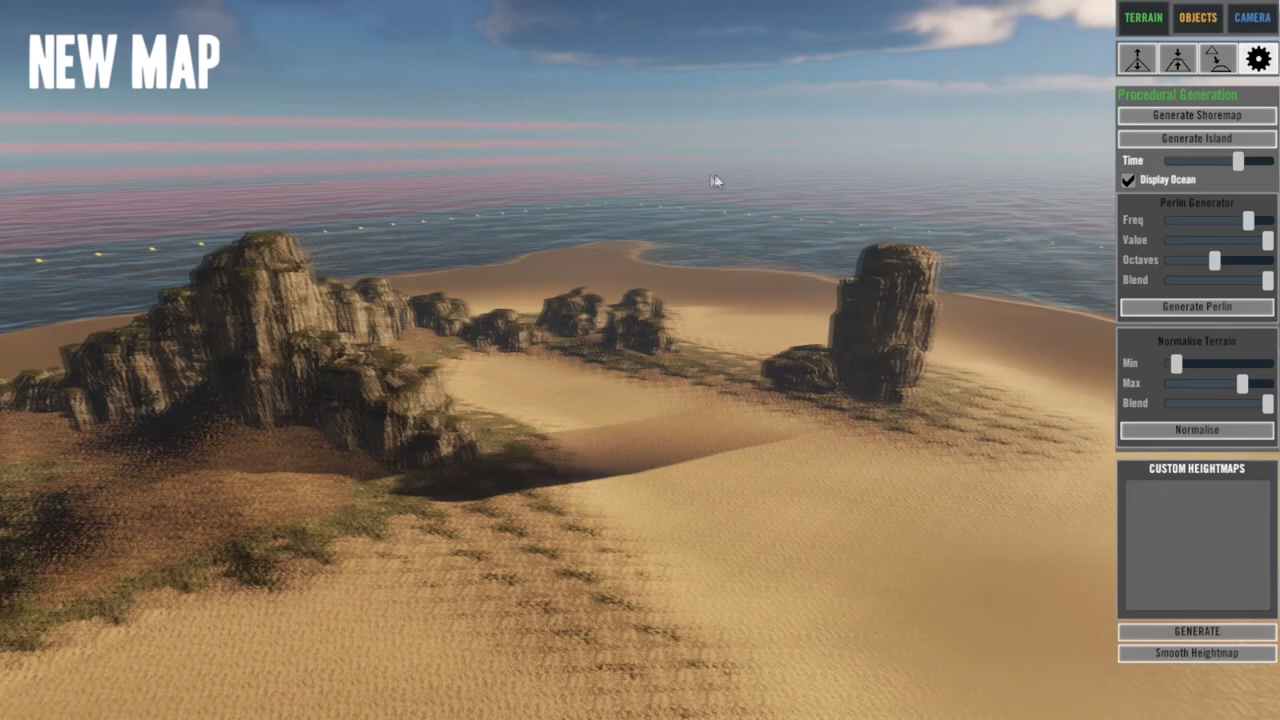 NEW MAP
TERRAIN OBJECTS CAMERA
Procedural Generation
Generate Shoremap
Generate Island
Time
Display Ocean
Perlin Generator
Freq
Value
Octaves
Blend
Generate Perlin
Normalise Terrain
Min
Max
Blend
Normalise
CUSTOM HEIGHTMAPS
GENERATE
Smooth Heightmap